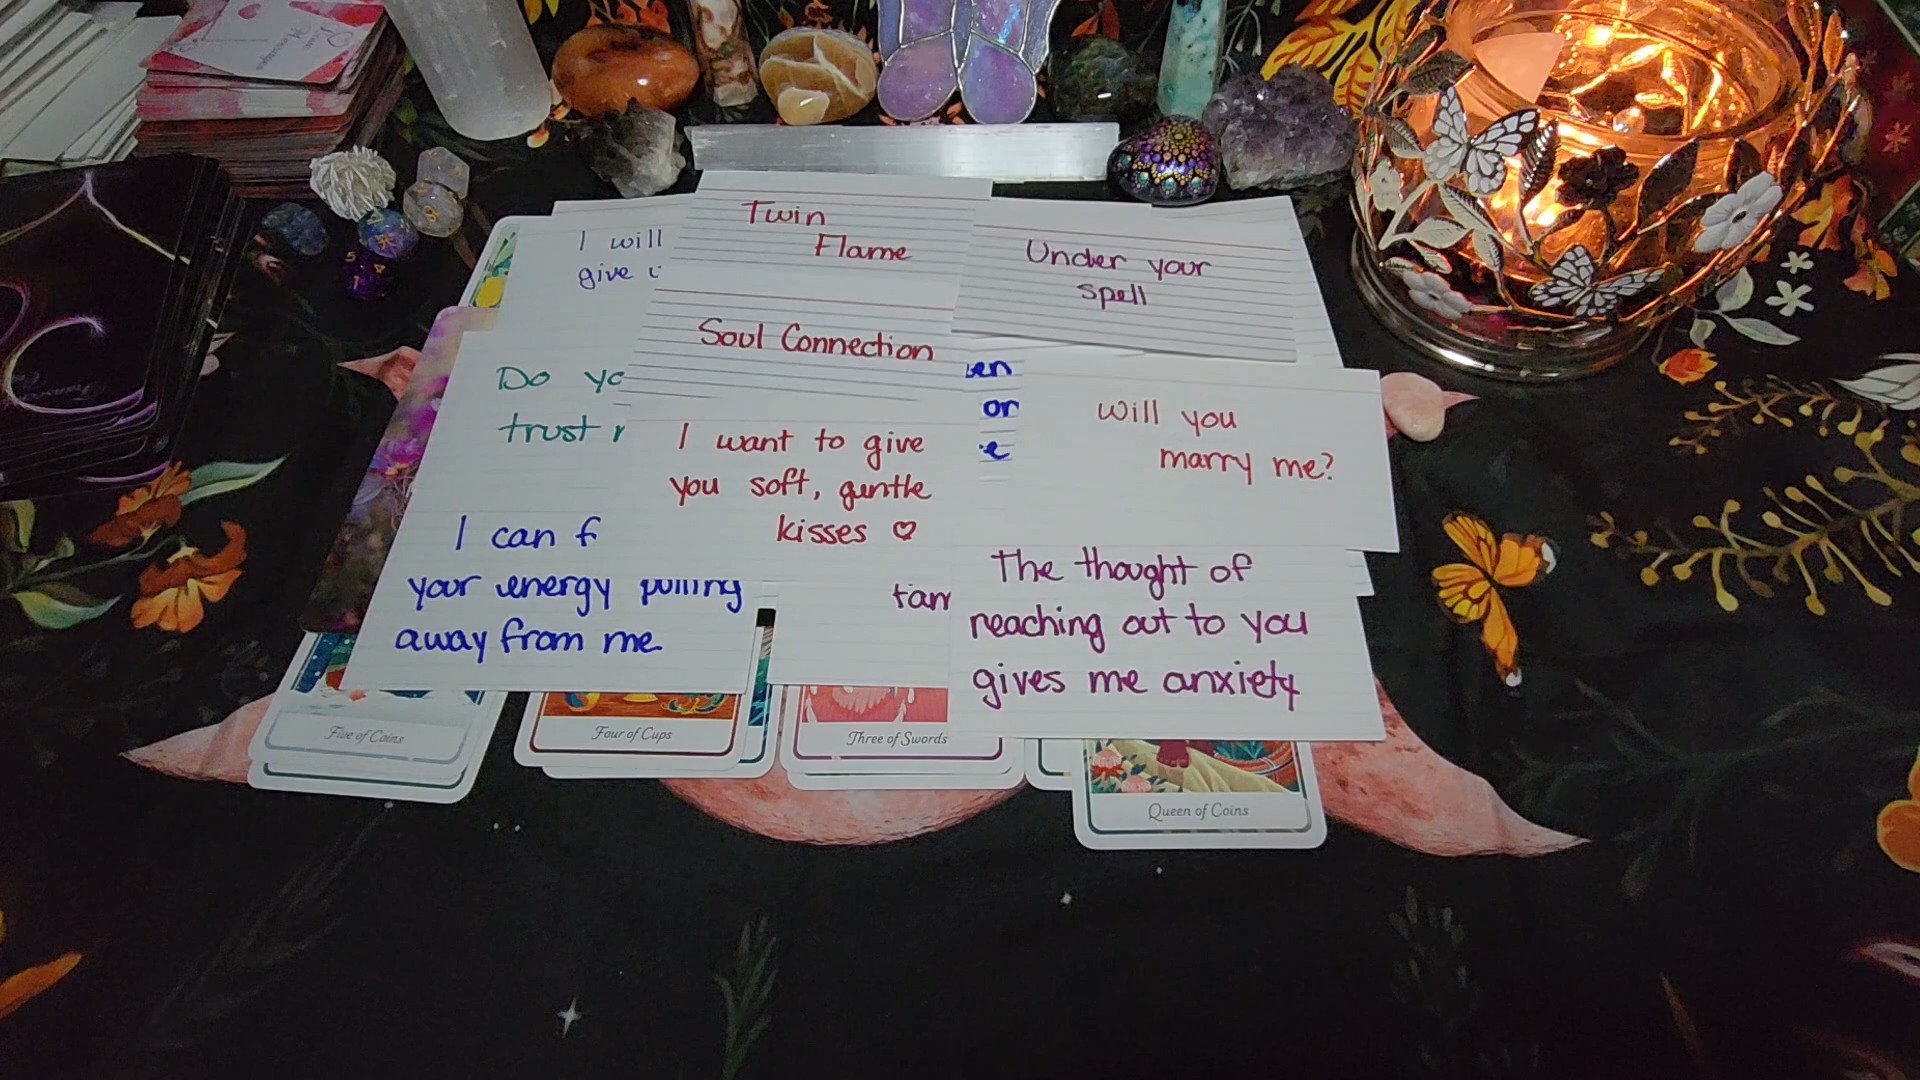 Twin
Flame
I will
give
Under your
spell
Soul Connection
Do
trust
or
will you
marry me?
I want to give
you soft, gentle
kisses ♡
I can
your energy pulling
away from me
The thought of
reaching out to you
gives me anxiety
Five of Coins
Four of Cups
Three of Swords
Queen of Coins